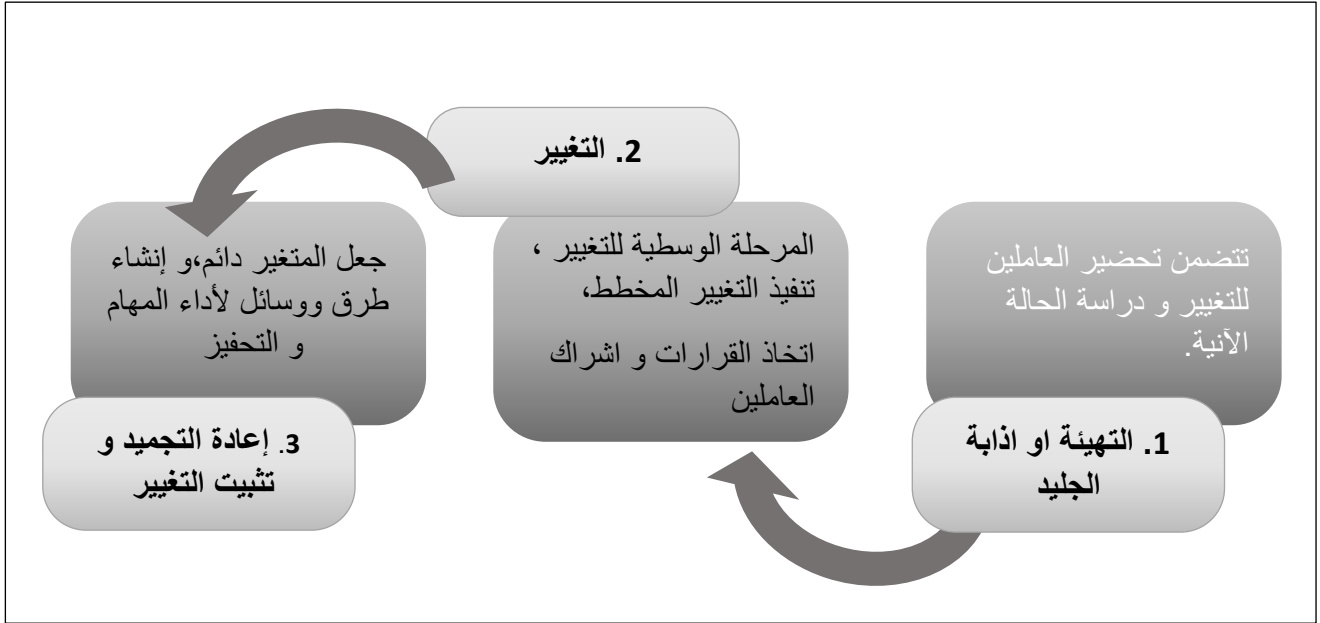 تتضمن تحضير العاملين
للتغيير و دراسة الحالة
الآنية.
1. التهيئة او اذابة
الجليد
2. التغيير
المرحلة الوسطية للتغيير ،
تنفيذ التغيير المخطط،
اتخاذ القرارات و اشراك
العاملين
جعل المتغير دائم،و إنشاء
طرق ووسائل لأداء المهام
و التحفيز
3. إعادة التجميد و
تثبيت التغيير